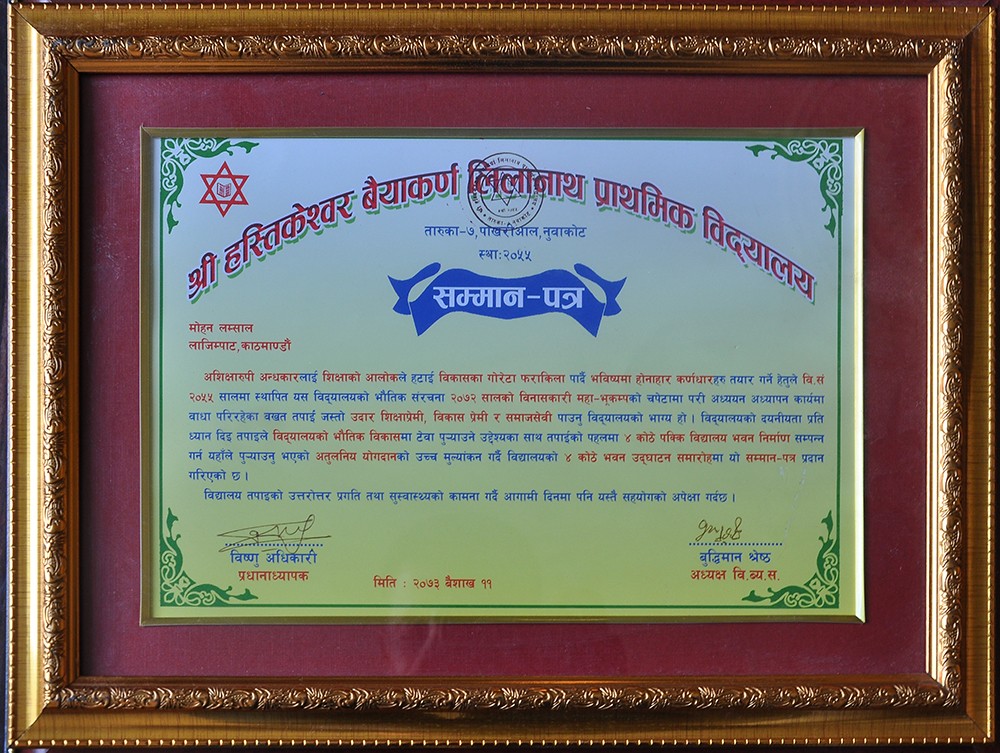 श्री हस्तिकेश्वर बैयाकर्ण लिलानाथ प्राथमिक विद्यालय
तारुका-७,पोखरीआल,नुवाकोट
स्था:२०५५
सम्मान-पत्र
मोहन लम्साल
लाजिम्पाट,काठमाण्डौ
अशिक्षारुपी अन्धकारलाई शिक्षाको आलोकले हटाई विकासका गोरेटा फराकिला पार्दै भविष्यमा होनाहार कर्णधारहरु तयार गर्ने हेतुले वि.सं
२०५५ सालमा स्थापित यस विद्यालयको भौतिक संरचना २०७२ सालको विनासकारी महा-भूकम्पको चपेटामा परी अध्ययन अध्यापन कार्यमा
वाधा परिरहेका वखत तपाई जस्तो उदार शिक्षाप्रेमी, विकास प्रेमी र समाजसेवी पाउनु विद्यालयको भाग्य हो । विद्यालयको दयनीयता प्रति
ध्यान दिइ तपाइले विद्यालयको भौतिक विकासमा टेवा पुऱ्याउने उद्देश्यका साथ तपाईको पहलमा ४ कोठे पक्कि विद्यालय भवन निर्माण सम्पन्न
गर्न यहाँले पुऱ्याउनु भएको अतुलनिय योगदानको उच्च मुल्यांकन गर्दै विद्यालयको ४ कोठे भवन उद्घाटन समारोहमा यो सम्मान-पत्र प्रदान
गरिएको छ ।
विद्यालय तपाइको उत्तरोत्तर प्रगति तथा सुस्वास्थ्यको कामना गर्दै आगामी दिनमा पनि यस्तै सहयोगको अपेक्षा गर्दछ ।
विष्णु अधिकारी
प्रधानाध्यापक
मिति : २०७३ बैशाख ११
बुद्धिमान श्रेष्ठ
अध्यक्ष वि.ब्य.स.